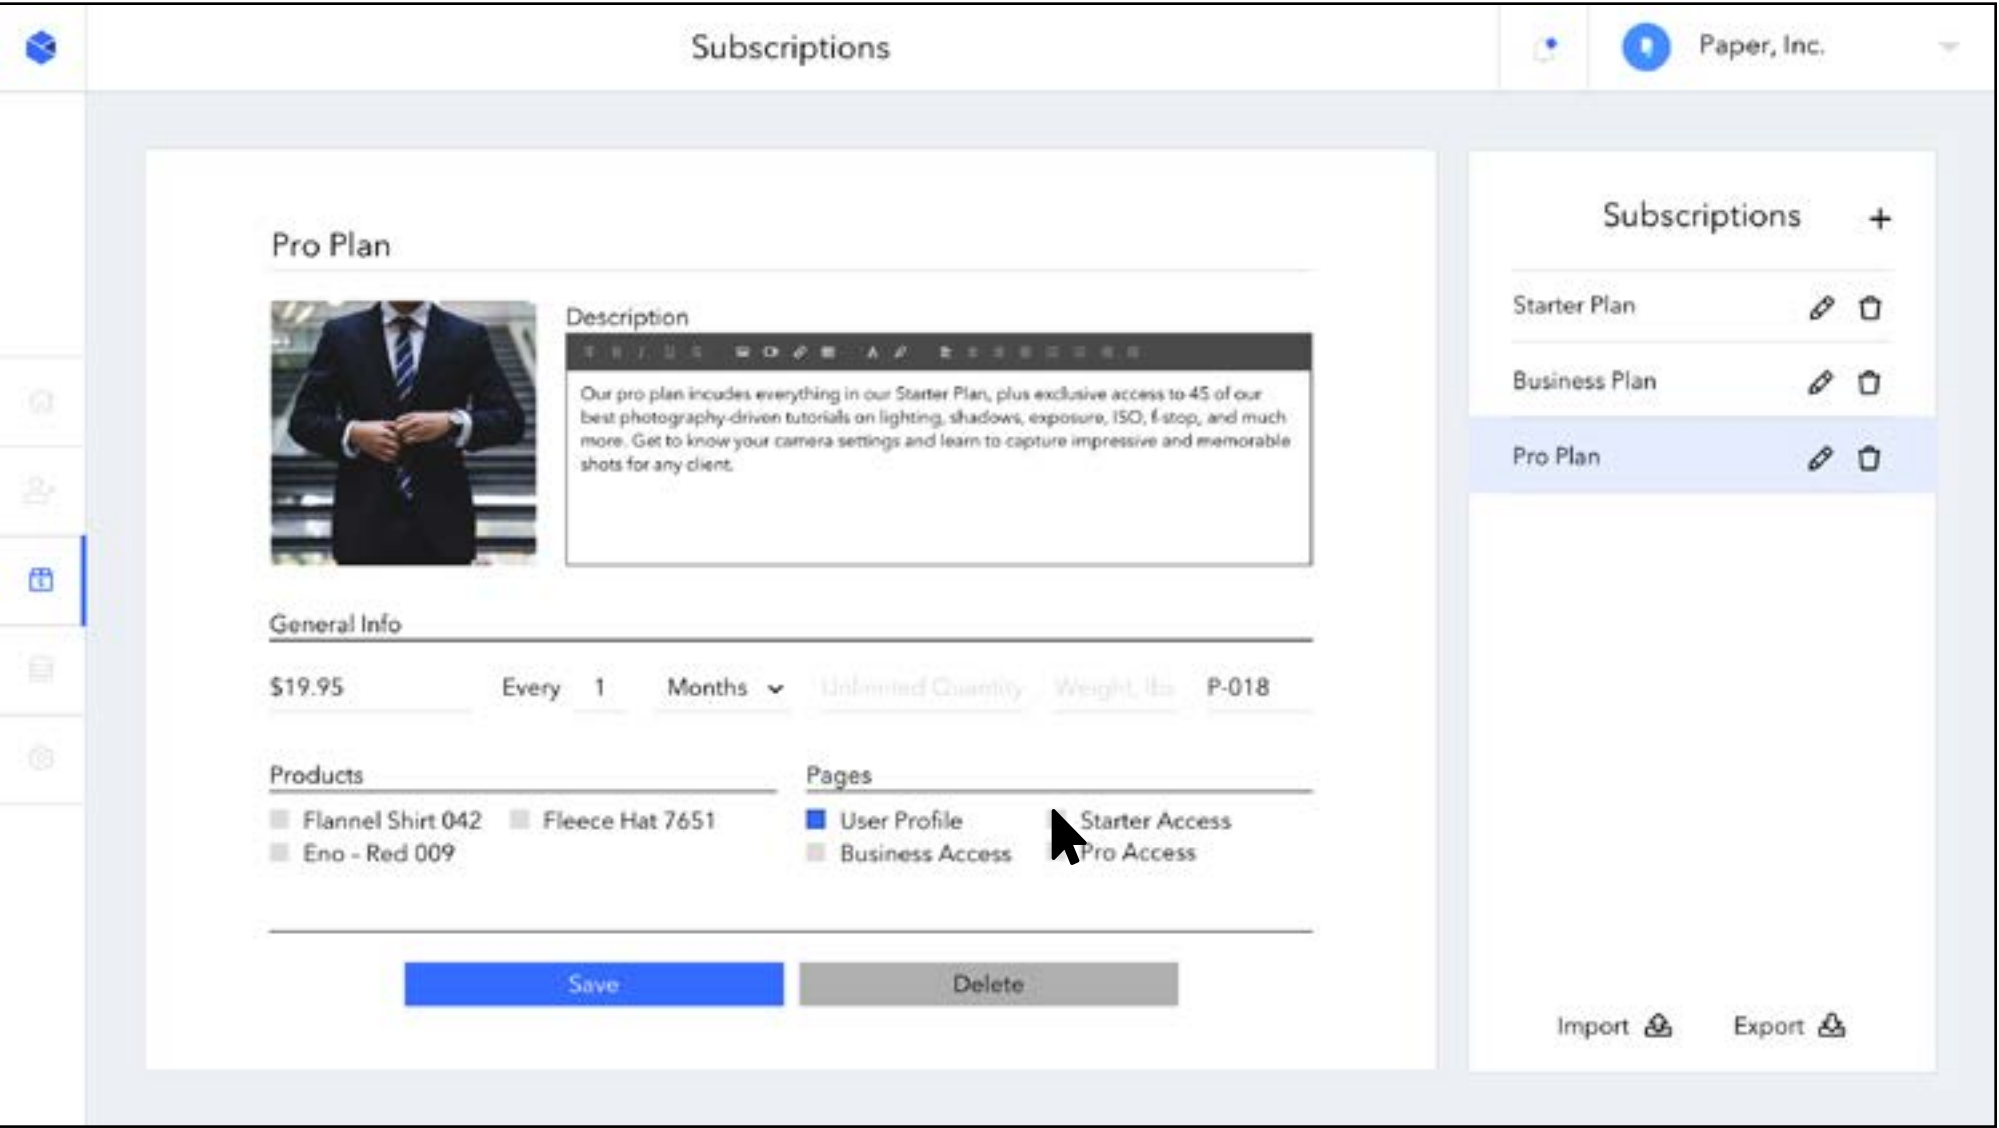 Subscriptions
Paper, Inc.
Pro Plan
Description
Our pro plan incudes everything in our Starter Plan, plus exclusive access to 45 of our
best photography-driven tutorials on lighting, shadows, exposure, ISO, f-stop, and much
more. Get to know your camera settings and learn to capture impressive and memorable
shots for any client.
General Info
$19.95 Every 1 Months Unlimited Quantity Weight, lbs P-018
Products
Flannel Shirt 042 Fleece Hat 7651
Eno - Red 009
Pages
User Profile Starter Access
Business Access Pro Access
Save Delete
Subscriptions +
Starter Plan
Business Plan
Pro Plan
Import Export